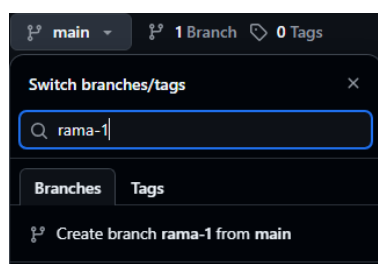 main 1 Branch 0 Tags
Switch branches/tags
rama-1
Branches Tags
Create branch rama-1 from main